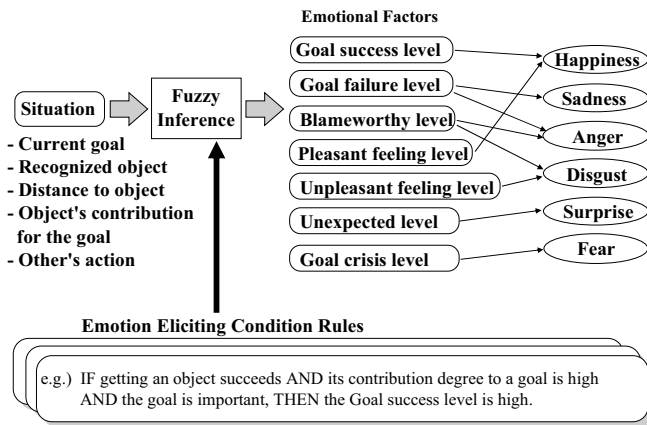 Emotional Factors
Goal success level
Goal failure level
Blameworthy level
Pleasant feeling level
Unpleasant feeling level
Unexpected level
Goal crisis level
Happiness
Sadness
Anger
Disgust
Surprise
Fear
Situation
Fuzzy
Inference
- Current goal
- Recognized object
- Distance to object
- Object's contribution
for the goal
- Other's action
Emotion Eliciting Condition Rules
e.g.) IF getting an object succeeds AND its contribution degree to a goal is high
AND the goal is important, THEN the Goal success level is high.